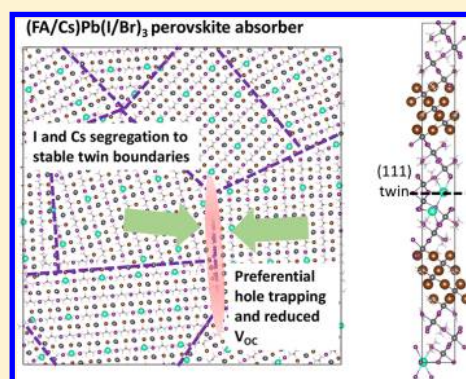 (FA/Cs)Pb(I/Br)₃ perovskite absorber
I and Cs segregation to
stable twin boundaries
Preferential
hole trapping
and reduced
V_OC
(111)
twin